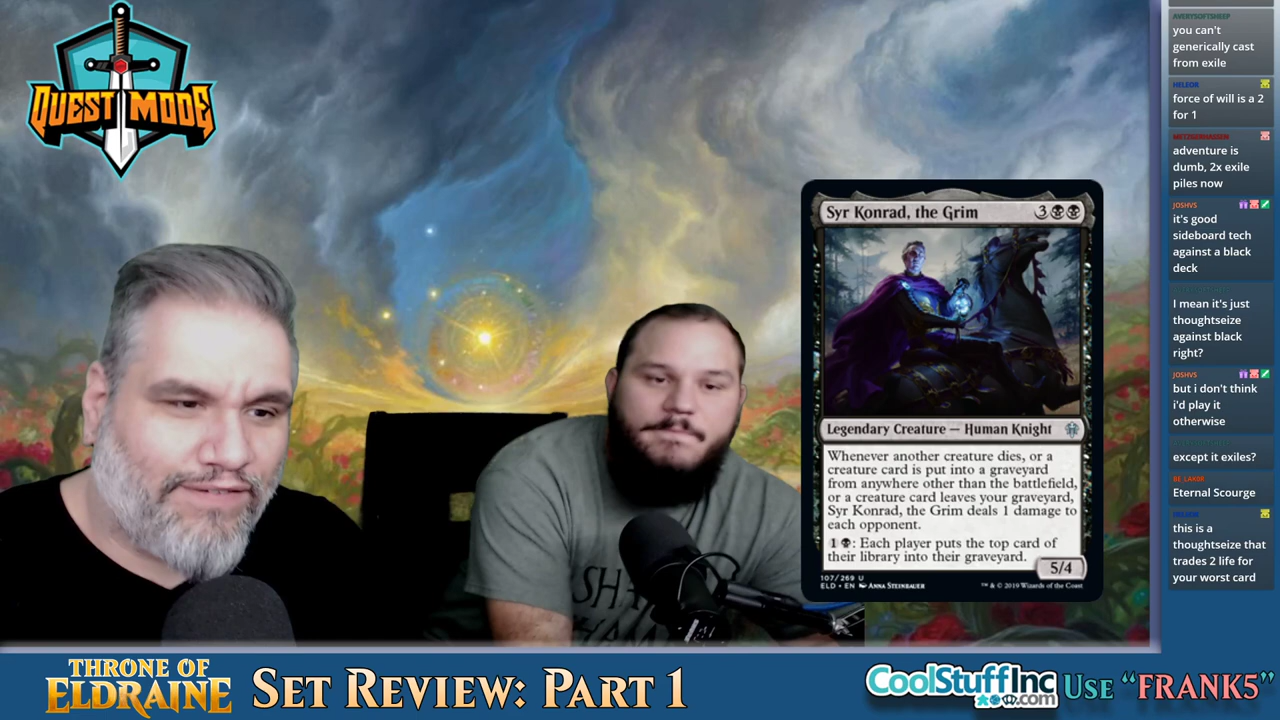 QUEST MODE
Syr Konrad, the Grim 3
Legendary Creature — Human Knight
Whenever another creature dies, or a
creature card is put into a graveyard
from anywhere other than the battlefield,
or a creature card leaves your graveyard,
Syr Konrad, the Grim deals 1 damage to
each opponent.
1 : Each player puts the top card of
their library into their graveyard.
5/4
107/269 U
ELD • EN ANNA STEINBAUER
™ & © 2019 Wizards of the Coast
AVERYSOFTSHEEP
you can't
generically cast
from exile
force of will is a 2
for 1
adventure is
dumb, 2x exile
piles now
JOSHVS
it's good
sideboard tech
against a black
deck
I mean it's just
thoughtseize
against black
right?
JOSHVS
but i don't think
i'd play it
otherwise
except it exiles?
BE_LAKOR
Eternal Scourge
this is a
thoughtseize that
trades 2 life for
your worst card
THRONE OF
ELDRAINE
SET REVIEW: PART 1
CoolStuffInc
.com
USE "FRANK5"